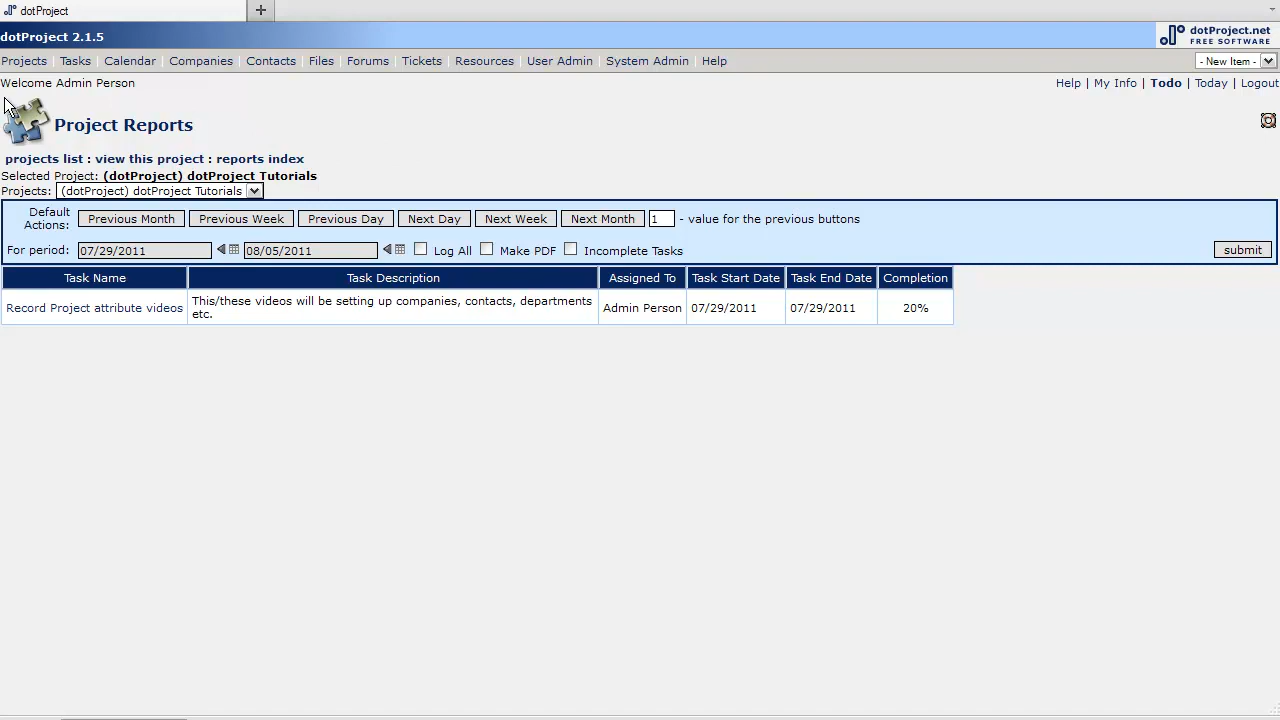 dotProject
+
dotProject 2.1.5
dotProject.net
FREE SOFTWARE
Projects | Tasks | Calendar | Companies | Contacts | Files | Forums | Tickets | Resources | User Admin | System Admin | Help
- New Item -
Welcome Admin Person
Help | My Info | Todo | Today | Logout
Project Reports
projects list : view this project : reports index
Selected Project: (dotProject) dotProject Tutorials
Projects: (dotProject) dotProject Tutorials
Default Actions: Previous Month Previous Week Previous Day Next Day Next Week Next Month 1 - value for the previous buttons
For period: 07/29/2011 08/05/2011 Log All Make PDF Incomplete Tasks submit
Task Name Task Description Assigned To Task Start Date Task End Date Completion
Record Project attribute videos This/these videos will be setting up companies, contacts, departments etc. Admin Person 07/29/2011 07/29/2011 20%